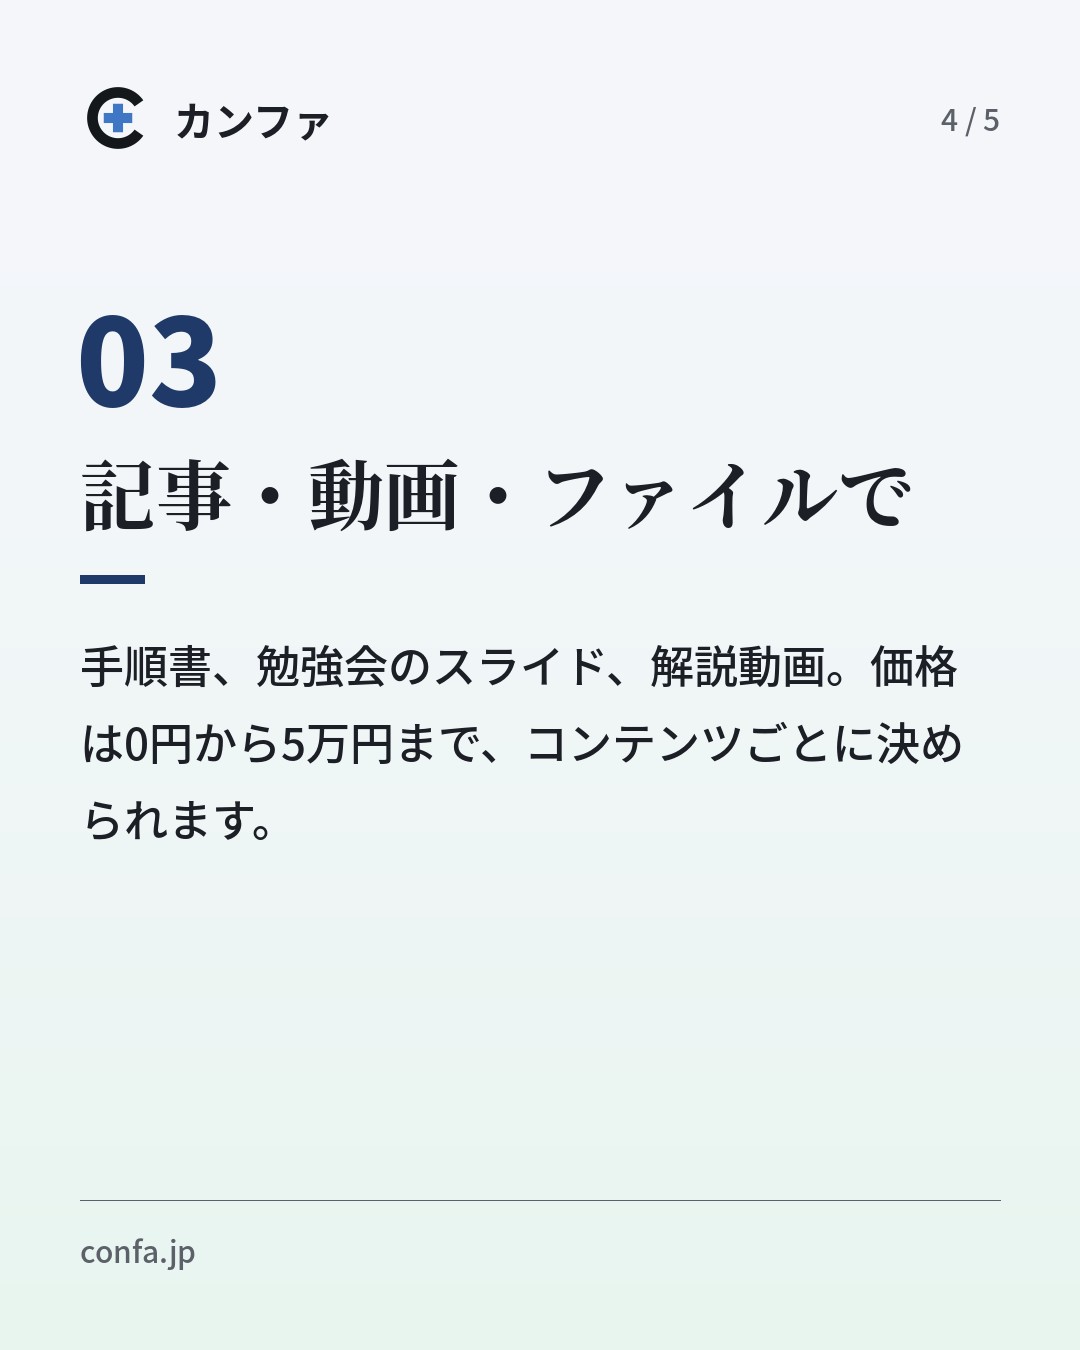 カンファ
4 / 5
03
記事・動画・ファイルで
手順書、勉強会のスライド、解説動画。価格
は0円から5万円まで、コンテンツごとに決め
られます。
confa.jp